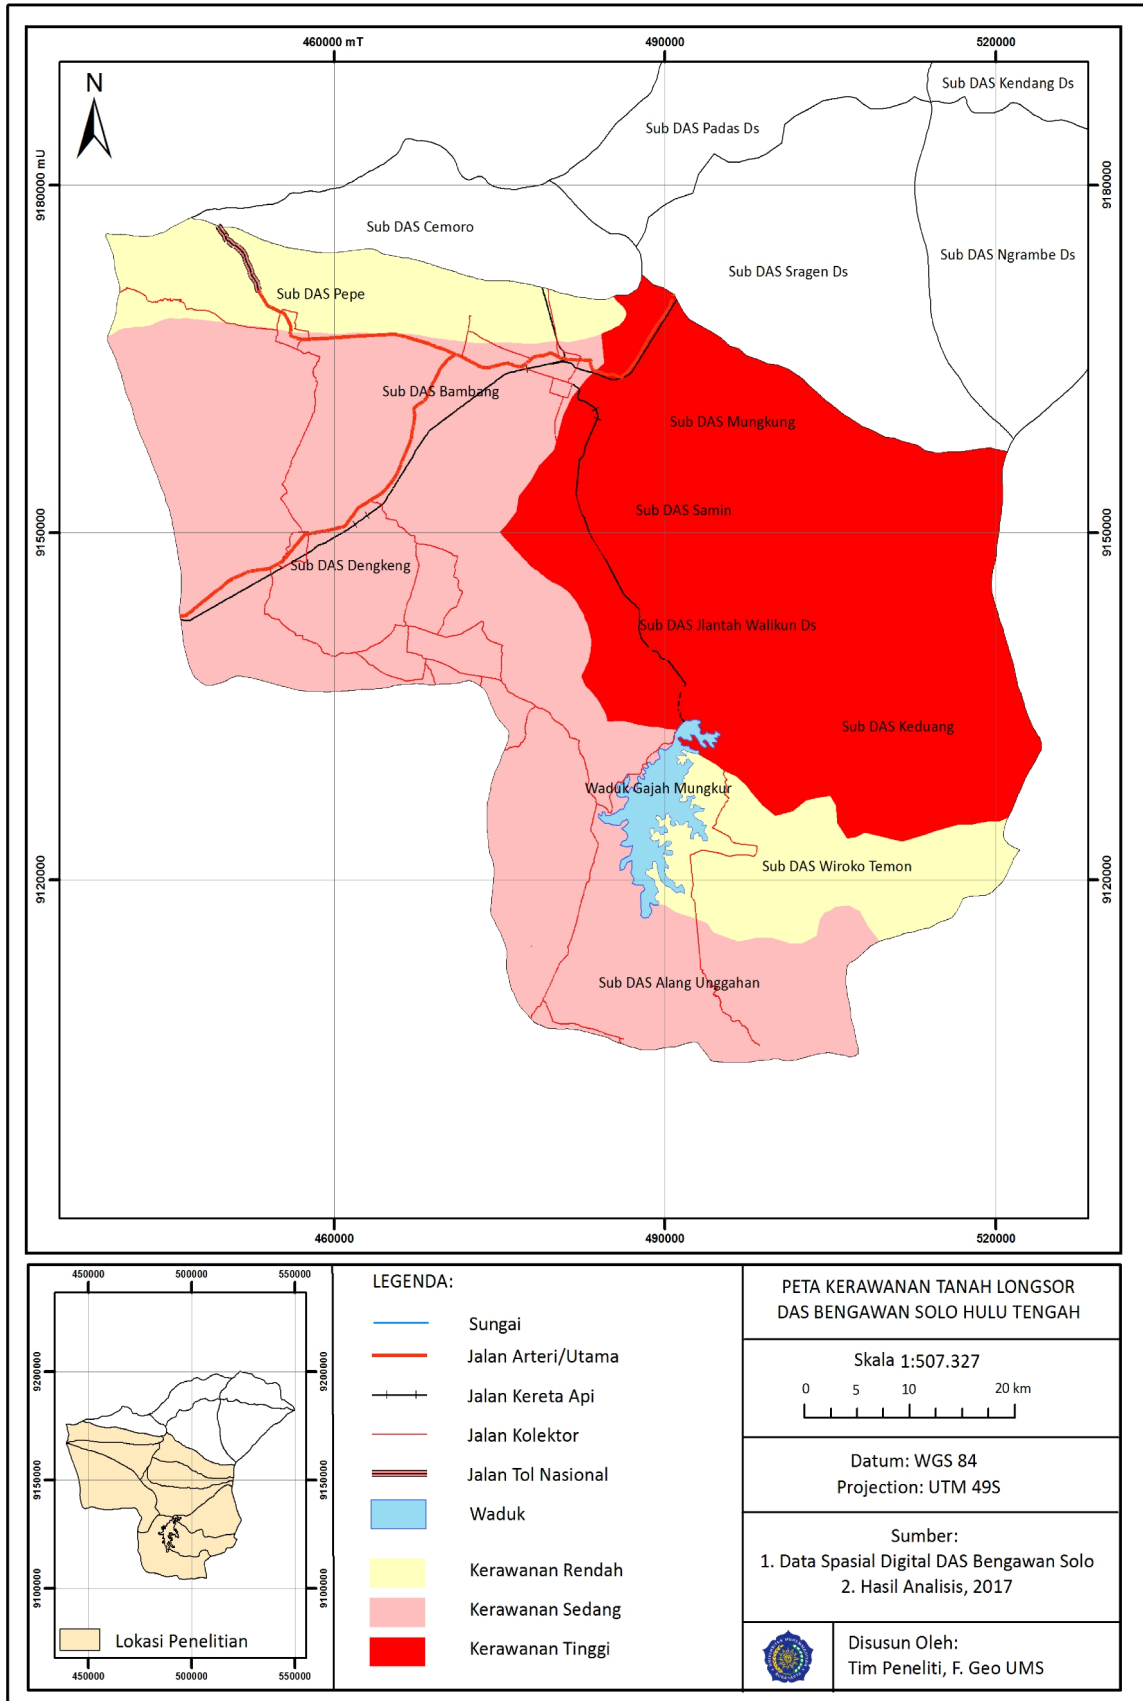 460000 mT
490000
520000
N
9180000 mU
9180000
Sub DAS Kendang Ds
Sub DAS Padas Ds
Sub DAS Cemoro
Sub DAS Ngrambe Ds
Sub DAS Sragen Ds
Sub DAS Pepe
Sub DAS Bambang
Sub DAS Mungkung
Sub DAS Samin
9150000
9150000
Sub DAS Dengkeng
Sub DAS Jlantah Walikun Ds
Sub DAS Keduang
Waduk Gajah Mungkur
Sub DAS Wiroko Temon
9120000
9120000
Sub DAS Alang Unggahan
460000
490000
520000
450000
500000
550000
9200000
9200000
9150000
9150000
9100000
9100000
Lokasi Penelitian
450000
500000
550000
LEGENDA:
Sungai
Jalan Arteri/Utama
Jalan Kereta Api
Jalan Kolektor
Jalan Tol Nasional
Waduk
Kerawanan Rendah
Kerawanan Sedang
Kerawanan Tinggi
PETA KERAWANAN TANAH LONGSOR
DAS BENGAWAN SOLO HULU TENGAH
Skala 1:507.327
0 5 10 20 km
Datum: WGS 84
Projection: UTM 49S
Sumber:
1. Data Spasial Digital DAS Bengawan Solo
2. Hasil Analisis, 2017
Disusun Oleh:
Tim Peneliti, F. Geo UMS